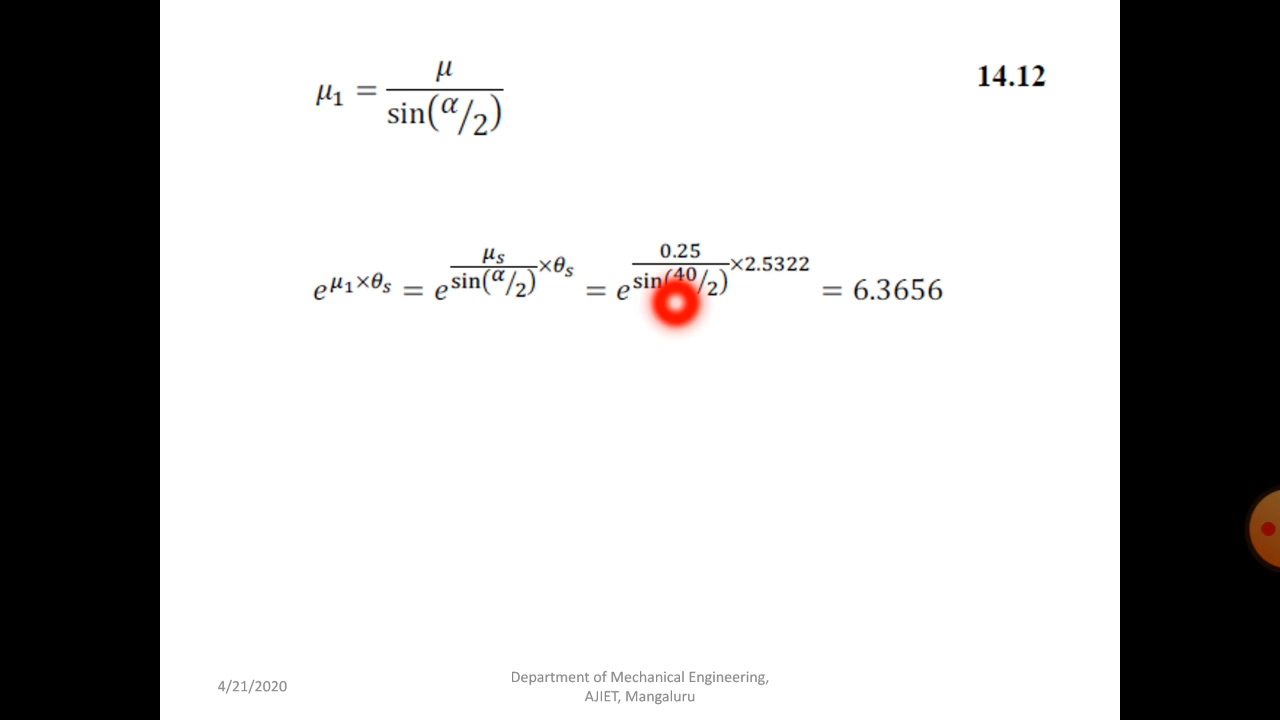 μ₁ = μ / sin(α/2) 14.12
e^(μ₁×θₛ) = e^(μₛ / sin(α/2) ×θₛ) = e^(0.25 / sin(40/2) ×2.5322) = 6.3656
4/21/2020
Department of Mechanical Engineering,
AJIET, Mangaluru